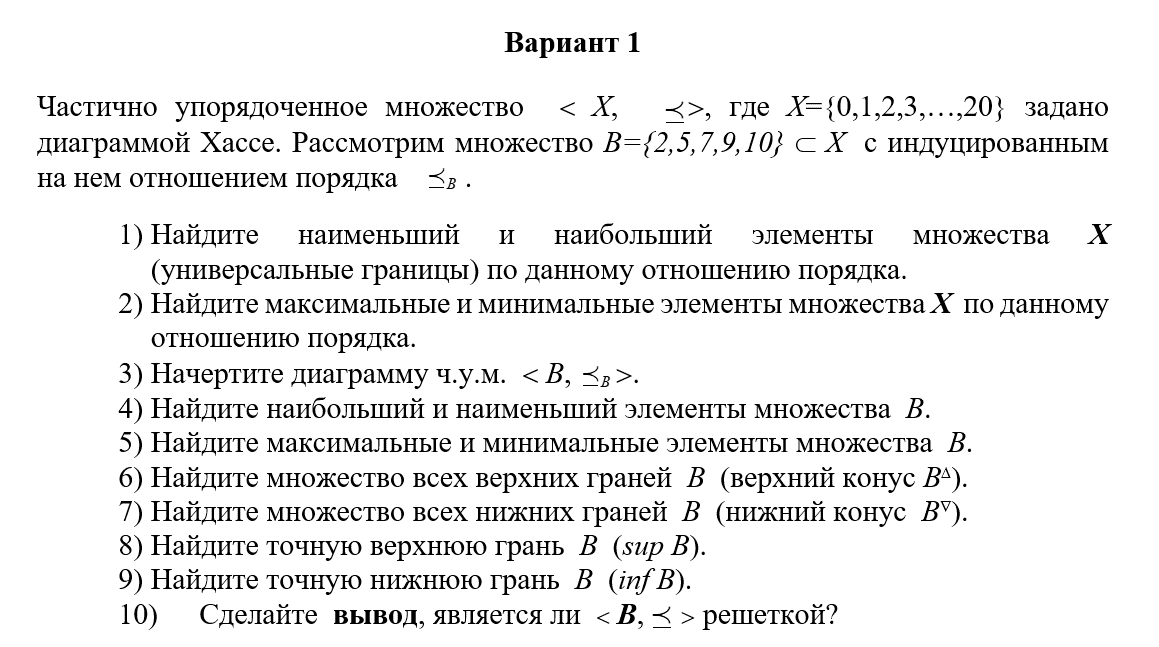 Вариант 1
Частично упорядоченное множество < X, ⪯>, где X={0,1,2,3,…,20} задано
диаграммой Хассе. Рассмотрим множество B={2,5,7,9,10} ⊂ X с индуцированным
на нем отношением порядка ⪯B .
1) Найдите наименьший и наибольший элементы множества X
(универсальные границы) по данному отношению порядка.
2) Найдите максимальные и минимальные элементы множества X по данному
отношению порядка.
3) Начертите диаграмму ч.у.м. < B, ⪯B >.
4) Найдите наибольший и наименьший элементы множества B.
5) Найдите максимальные и минимальные элементы множества B.
6) Найдите множество всех верхних граней B (верхний конус B^Δ).
7) Найдите множество всех нижних граней B (нижний конус B^∇).
8) Найдите точную верхнюю грань B (sup B).
9) Найдите точную нижнюю грань B (inf B).
10) Сделайте вывод, является ли < B, ⪯ > решеткой?